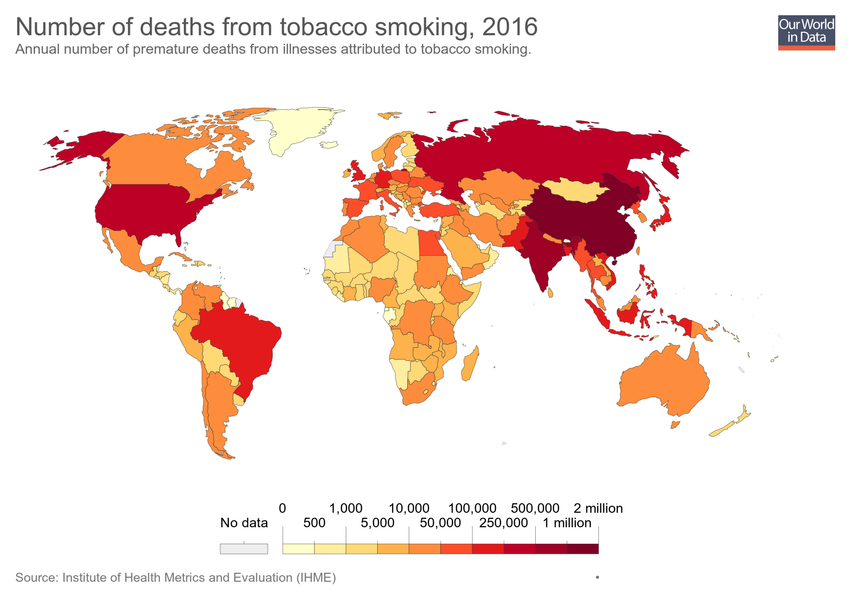 Number of deaths from tobacco smoking, 2016
Annual number of premature deaths from illnesses attributed to tobacco smoking.
Our World
in Data
0 1,000 10,000 100,000 500,000 2 million
No data 500 5,000 50,000 250,000 1 million
Source: Institute of Health Metrics and Evaluation (IHME)